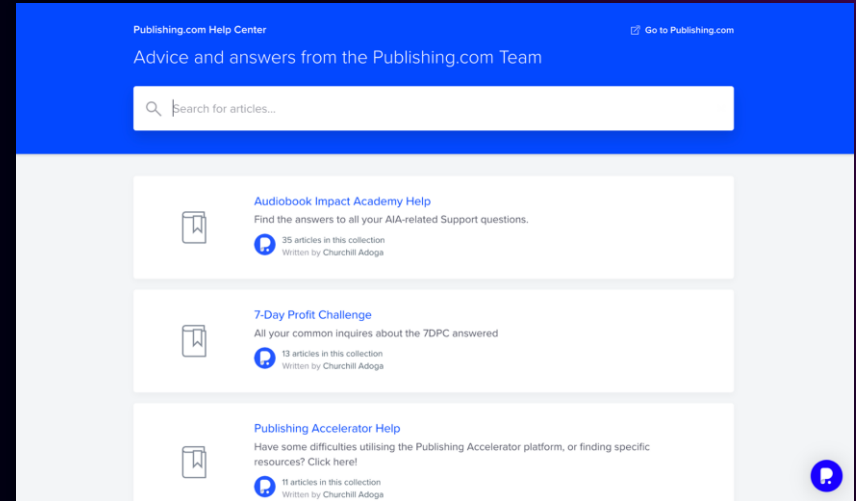 Publishing.com Help Center
Go to Publishing.com
Advice and answers from the Publishing.com Team
Search for articles...
Audiobook Impact Academy Help
Find the answers to all your AIA-related Support questions.
35 articles in this collection
Written by Churchill Adoga
7-Day Profit Challenge
All your common inquires about the 7DPC answered
13 articles in this collection
Written by Churchill Adoga
Publishing Accelerator Help
Have some difficulties utilising the Publishing Accelerator platform, or finding specific
resources? Click here!
11 articles in this collection
Written by Churchill Adoga